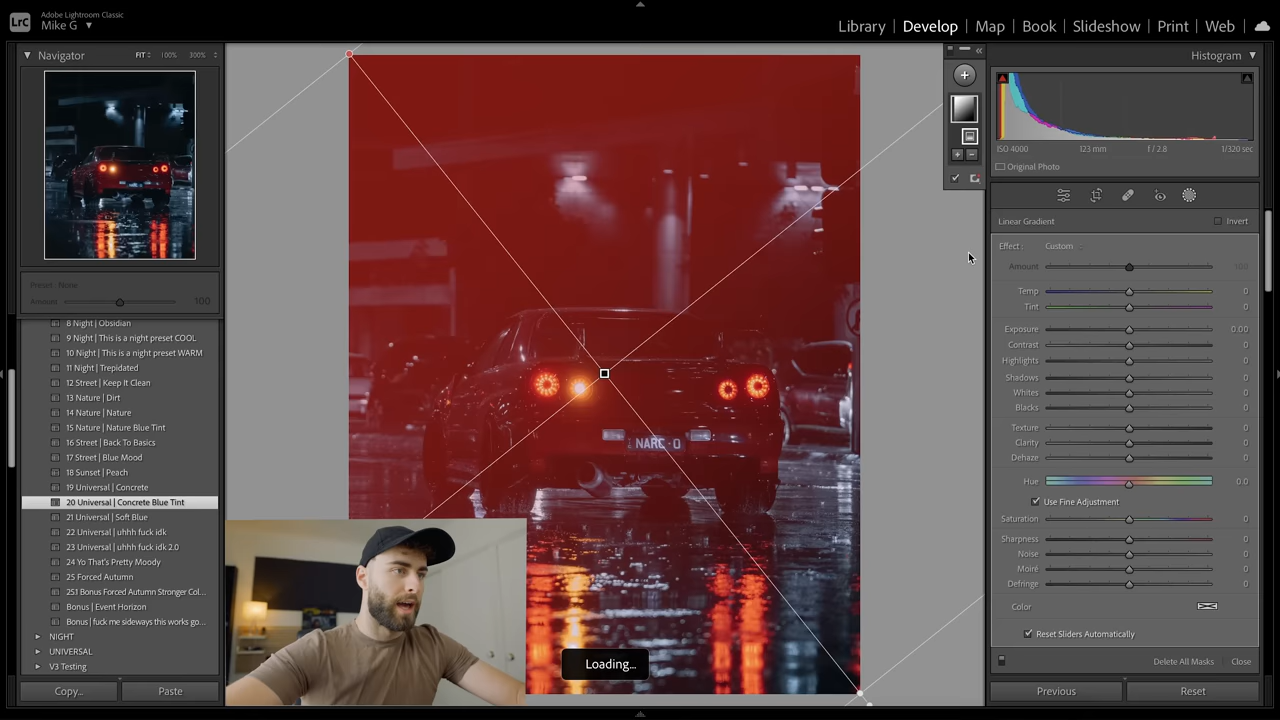 LrC
Adobe Lightroom Classic
Mike G
Library | Develop | Map | Book | Slideshow | Print | Web
Navigator
FIT
100%
300%
Preset: None
Amount
100
8 Night | Obsidian
9 Night | This is a night preset COOL
10 Night | This is a night preset WARM
11 Night | Trepidated
12 Street | Keep It Clean
13 Nature | Dirt
14 Nature | Nature
15 Nature | Nature Blue Tint
16 Street | Back To Basics
17 Street | Blue Mood
18 Sunset | Peach
19 Universal | Concrete
20 Universal | Concrete Blue Tint
21 Universal | Soft Blue
22 Universal | uhhh fuck idk
23 Universal | uhhh fuck idk 2.0
24 Yo That's Pretty Moody
25 Forced Autumn
251 Bonus Forced Autumn Stronger Col...
Bonus | Event Horizon
Bonus | fuck me sideways this works go...
NIGHT
UNIVERSAL
V3 Testing
Copy...
Paste
NARC·O
Loading...
Histogram
ISO 4000
123 mm
f / 2.8
1/320 sec
Original Photo
Linear Gradient
Invert
Effect :
Custom
Amount
100
Temp
0
Tint
0
Exposure
0.00
Contrast
0
Highlights
0
Shadows
0
Whites
0
Blacks
0
Texture
0
Clarity
0
Dehaze
0
Hue
0.0
Use Fine Adjustment
Saturation
0
Sharpness
0
Noise
0
Moiré
0
Defringe
0
Color
Reset Sliders Automatically
Delete All Masks
Close
Previous
Reset